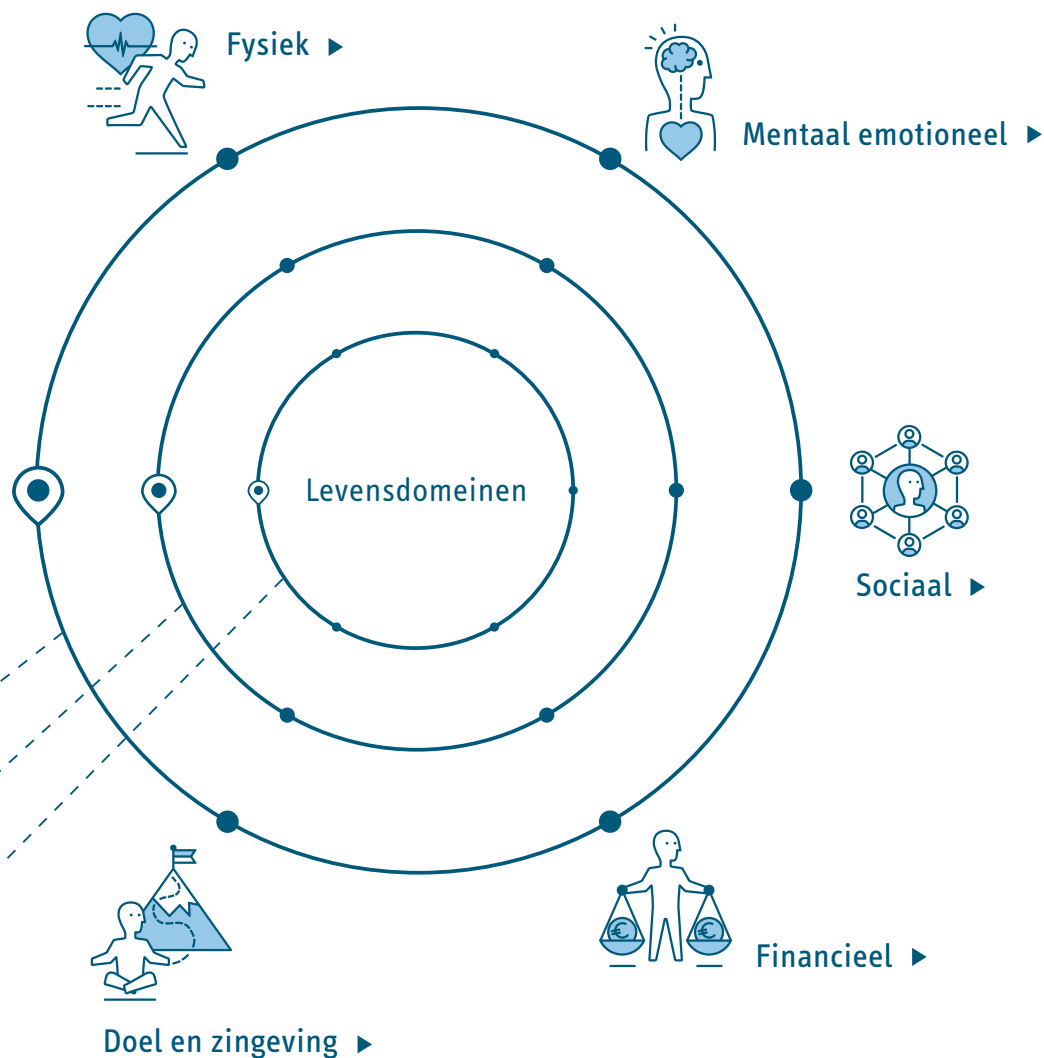 Fysiek ▶
Mentaal emotioneel ▶
Levensdomeinen
Sociaal ▶
Financieel ▶
Doel en zingeving ▶